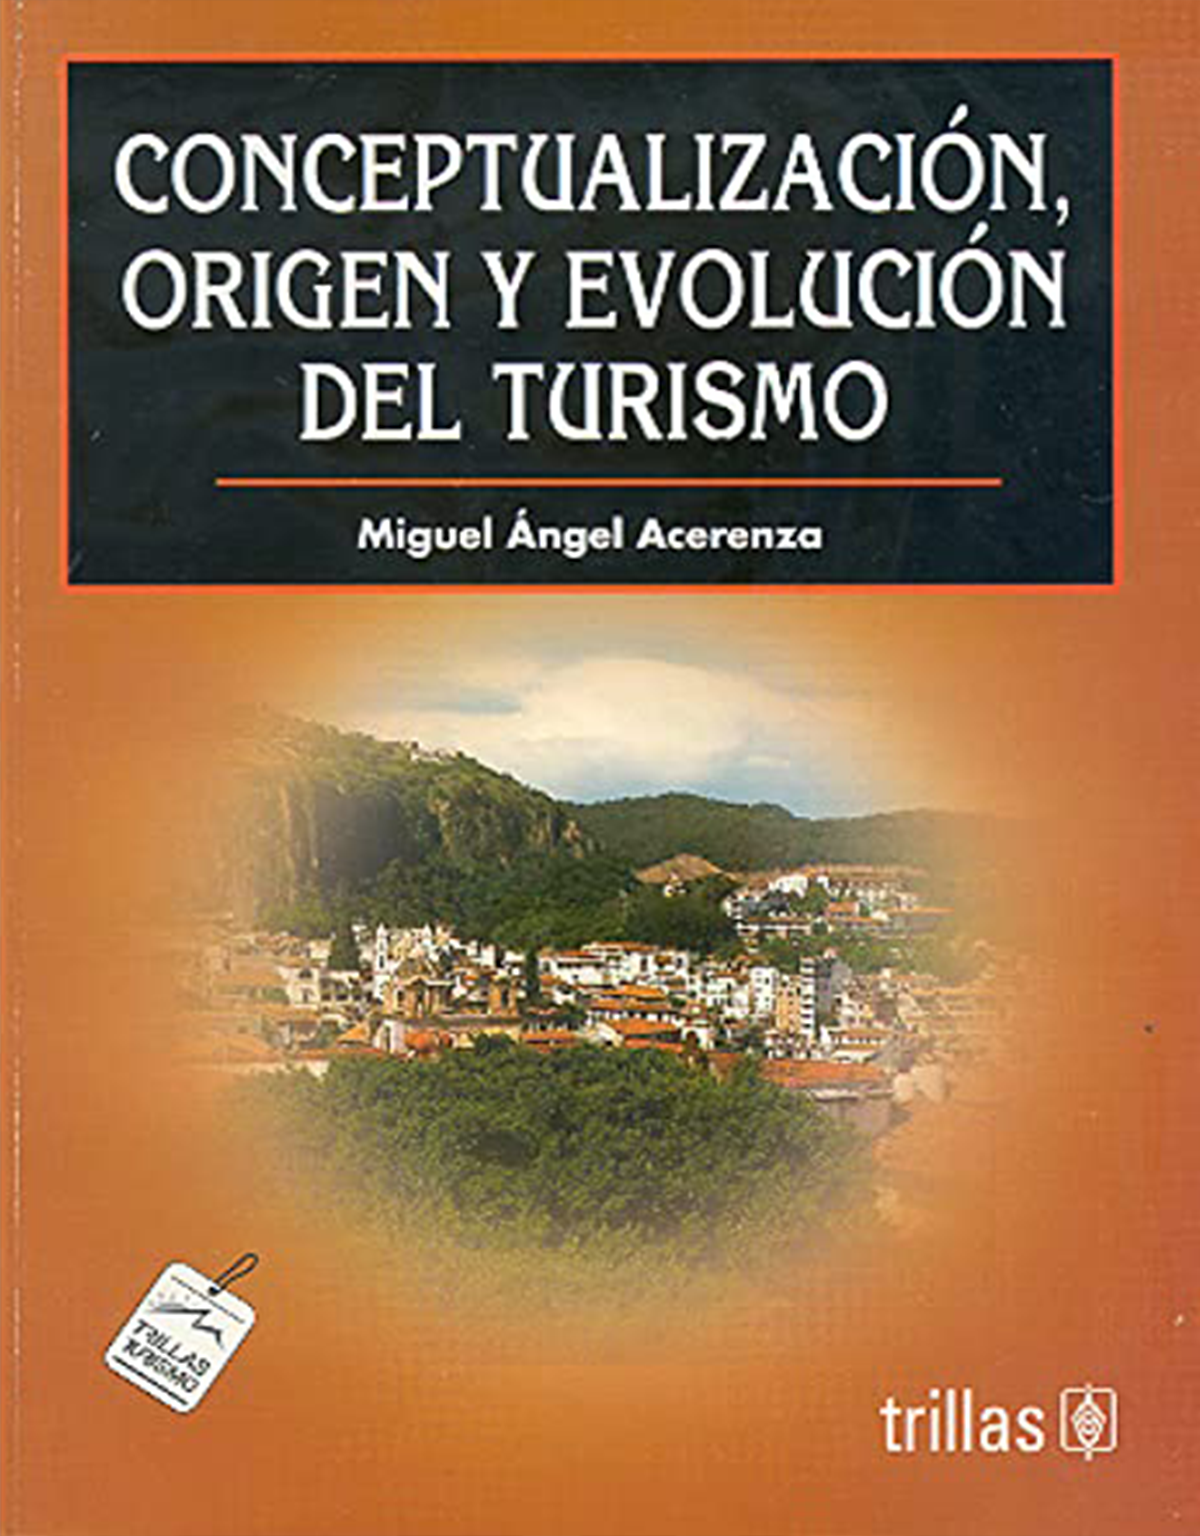 CONCEPTUALIZACIÓN,
ORIGEN Y EVOLUCIÓN
DEL TURISMO
Miguel Ángel Acerenza
TRILLAS
TURISMO
trillas